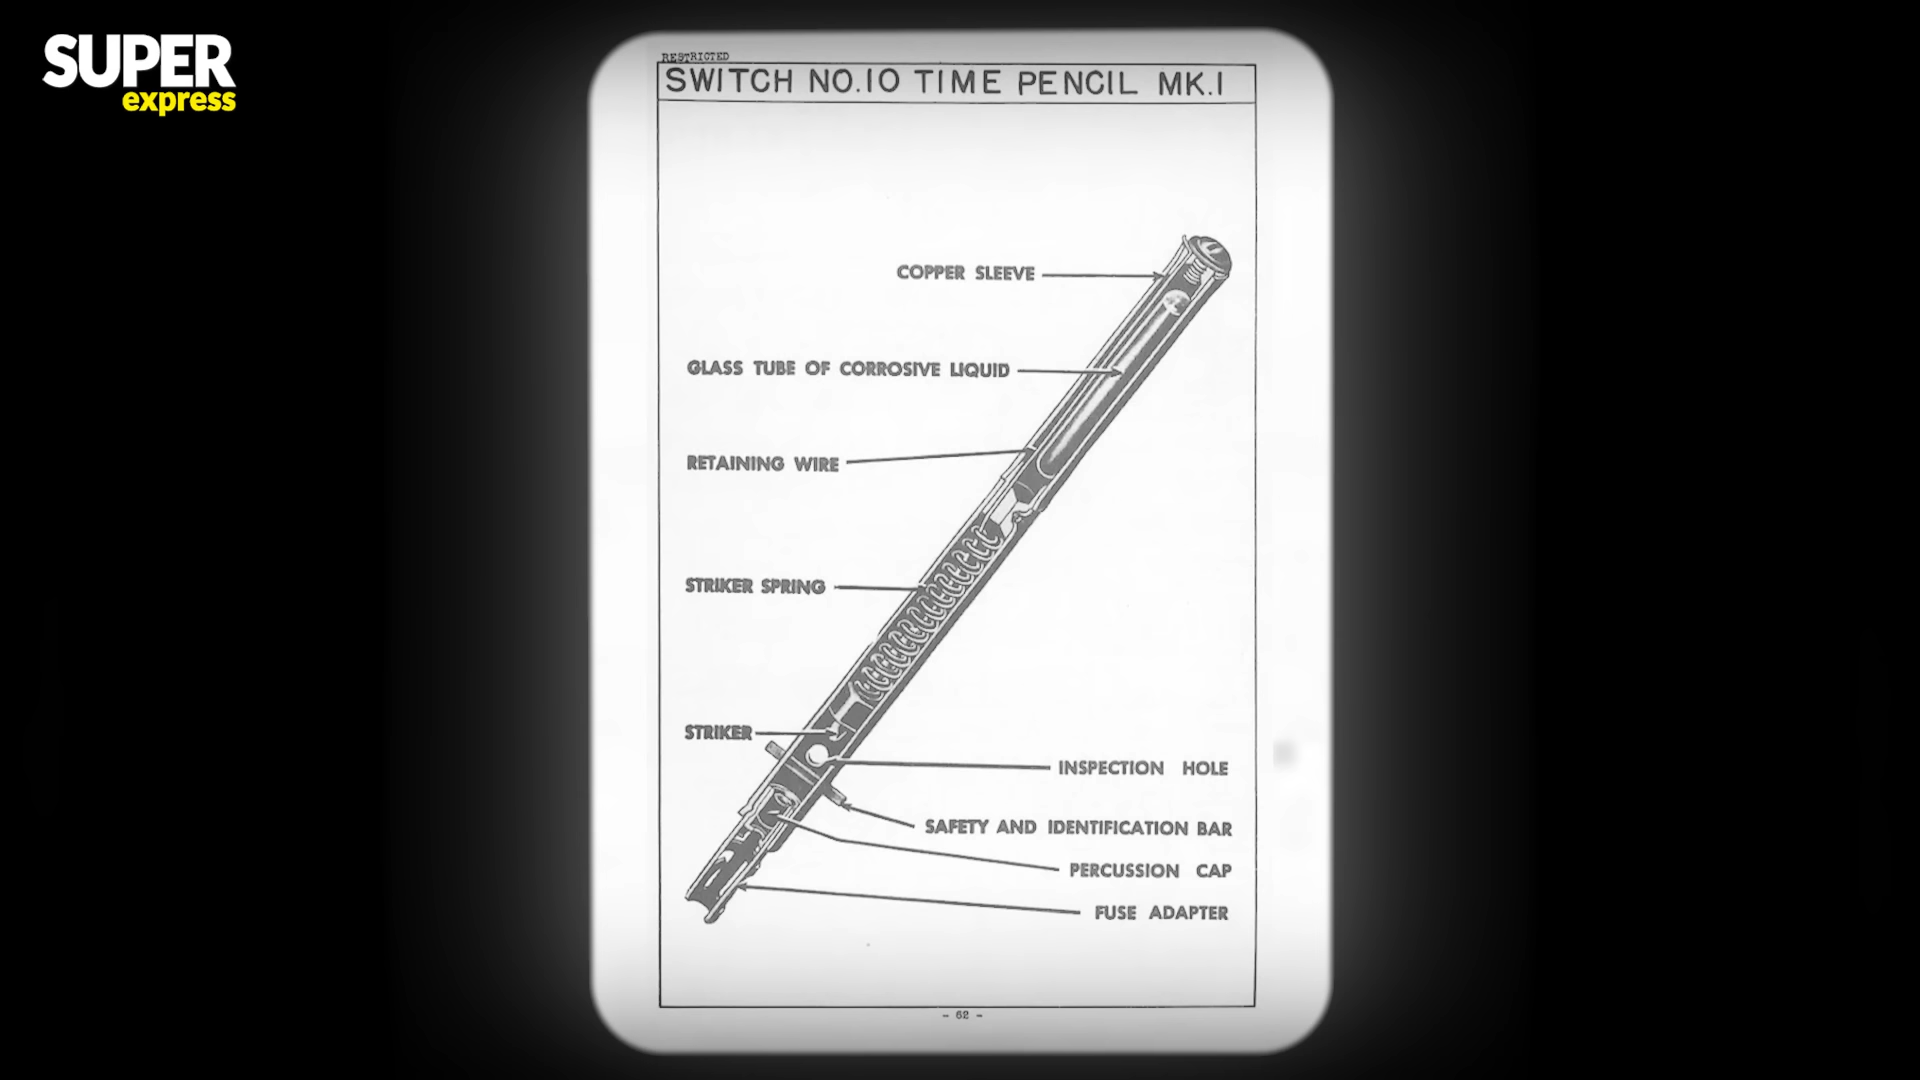 SUPER
express
RESTRICTED
SWITCH NO.10 TIME PENCIL MK.I
COPPER SLEEVE
GLASS TUBE OF CORROSIVE LIQUID
RETAINING WIRE
STRIKER SPRING
STRIKER
INSPECTION HOLE
SAFETY AND IDENTIFICATION BAR
PERCUSSION CAP
FUSE ADAPTER
- 62 -